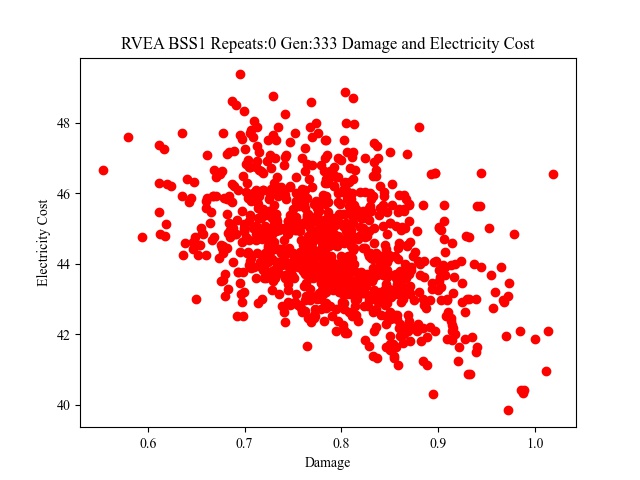 RVEA BSS1 Repeats:0 Gen:333 Damage and Electricity Cost
Electricity Cost
48
46
44
42
40
0.6 0.7 0.8 0.9 1.0
Damage